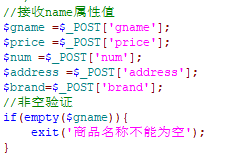 //接收name属性值
$gname =$_POST['gname'];
$price =$_POST['price'];
$num =$_POST['num'];
$address =$_POST['address'];
$brand=$_POST['brand'];
//非空验证
if(empty($gname)){
    exit('商品名称不能为空');
}